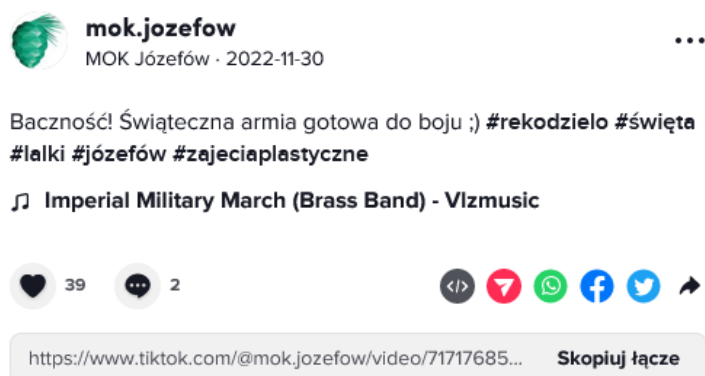 mok.jozefow
MOK Józefów · 2022-11-30
Baczność! Świąteczna armia gotowa do boju ;) #rekodzielo #święta
#lalki #józefów #zajeciaplastyczne
Imperial Military March (Brass Band) - Vlzmusic
39 2
https://www.tiktok.com/@mok.jozefow/video/71717685... Skopiuj łącze